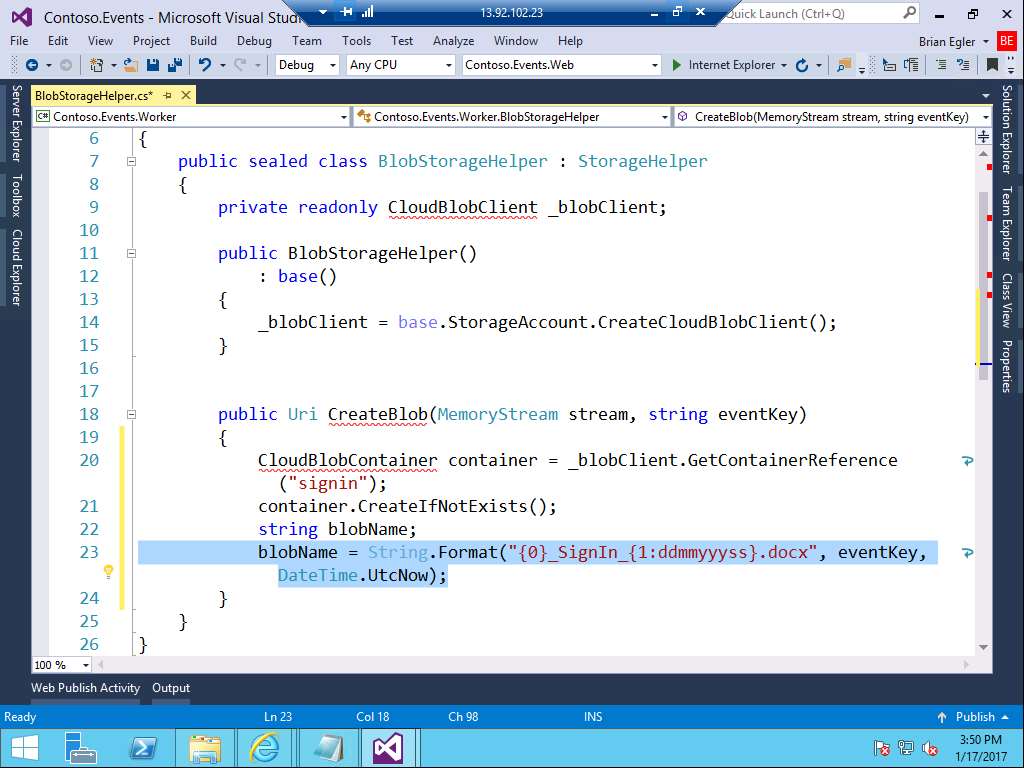 Contoso.Events - Microsoft Visual Studi
13.92.102.23
Quick Launch (Ctrl+Q)
File Edit View Project Build Debug Team Tools Test Analyze Window Help
Brian Egler BE
Debug Any CPU Contoso.Events.Web Internet Explorer
BlobStorageHelper.cs*
C# Contoso.Events.Worker Contoso.Events.Worker.BlobStorageHelper CreateBlob(MemoryStream stream, string eventKey)
Server Explorer
Toolbox
Cloud Explorer
6 {
7 public sealed class BlobStorageHelper : StorageHelper
8 {
9 private readonly CloudBlobClient _blobClient;
10
11 public BlobStorageHelper()
12 : base()
13 {
14 _blobClient = base.StorageAccount.CreateCloudBlobClient();
15 }
16
17
18 public Uri CreateBlob(MemoryStream stream, string eventKey)
19 {
20 CloudBlobContainer container = _blobClient.GetContainerReference
("signin");
21 container.CreateIfNotExists();
22 string blobName;
23 blobName = String.Format("{0}_SignIn_{1:ddmmyyyss}.docx", eventKey,
DateTime.UtcNow);
24 }
25 }
26 }
Solution Explorer
Team Explorer
Class View
Properties
100 %
Web Publish Activity Output
Ready Ln 23 Col 18 Ch 98 INS Publish
3:50 PM
1/17/2017